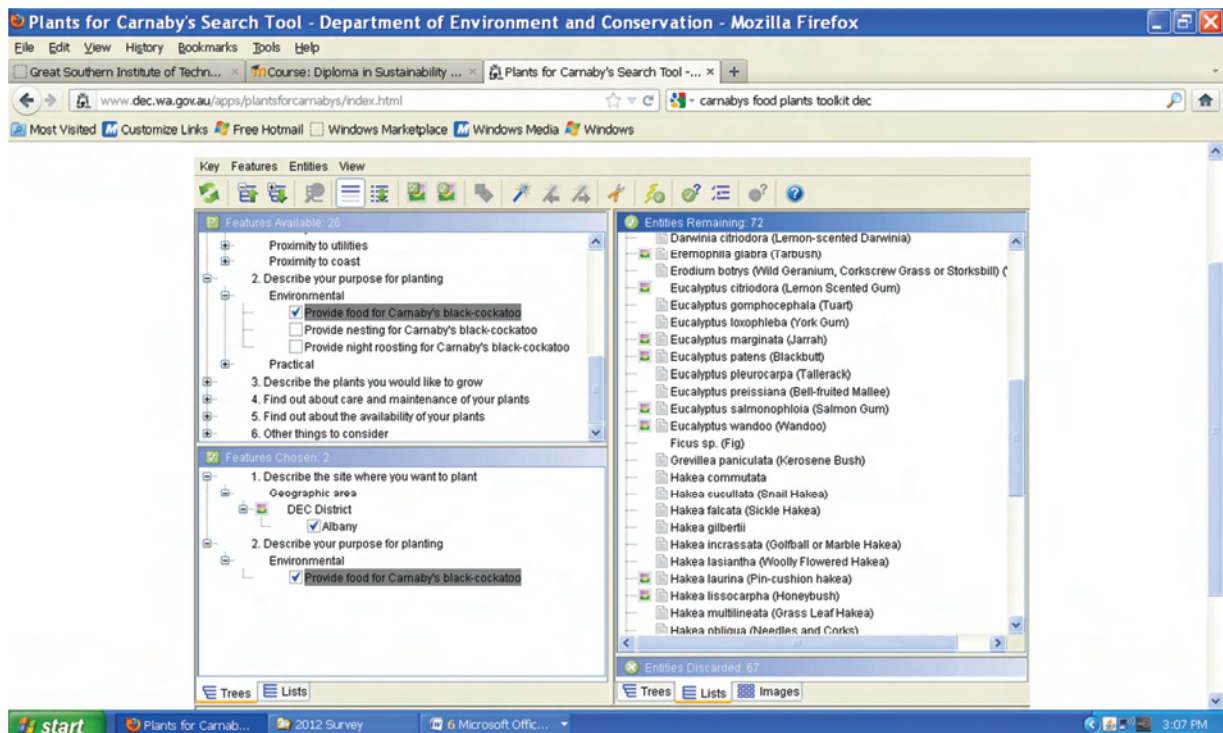 Plants for Carnaby's Search Tool - Department of Environment and Conservation - Mozilla Firefox
File Edit View History Bookmarks Tools Help
Great Southern Institute of Techn... × Course: Diploma in Sustainability ... × Plants for Carnaby's Search Tool -... × +
www.dec.wa.gov.au/apps/plantsforcarnabys/index.html
carnabys food plants toolkit dec
Most Visited Customize Links Free Hotmail Windows Marketplace Windows Media Windows
Key Features Entities View
Features Available: 26
Proximity to utilities
Proximity to coast
2. Describe your purpose for planting
Environmental
Provide food for Carnaby's black-cockatoo
Provide nesting for Carnaby's black-cockatoo
Provide night roosting for Carnaby's black-cockatoo
Practical
3. Describe the plants you would like to grow
4. Find out about care and maintenance of your plants
5. Find out about the availability of your plants
6. Other things to consider
Features Chosen: 2
1. Describe the site where you want to plant
Geographic area
DEC District
Albany
2. Describe your purpose for planting
Environmental
Provide food for Carnaby's black-cockatoo
Trees Lists
Entities Remaining: 72
Darwinia citriodora (Lemon-scented Darwinia)
Eremophila glabra (Tarbush)
Erodium botrys (Wild Geranium, Corkscrew Grass or Storksbill) ('
Eucalyptus citriodora (Lemon Scented Gum)
Eucalyptus gomphocephala (Tuart)
Eucalyptus loxophleba (York Gum)
Eucalyptus marginata (Jarrah)
Eucalyptus patens (Blackbutt)
Eucalyptus pleurocarpa (Tallerack)
Eucalyptus preissiana (Bell-fruited Mallee)
Eucalyptus salmonophloia (Salmon Gum)
Eucalyptus wandoo (Wandoo)
Ficus sp. (Fig)
Grevillea paniculata (Kerosene Bush)
Hakea commutata
Hakea cucullata (Snail Hakea)
Hakea falcata (Sickle Hakea)
Hakea gilbertii
Hakea incrassata (Golfball or Marble Hakea)
Hakea lasiantha (Woolly Flowered Hakea)
Hakea laurina (Pin-cushion hakea)
Hakea lissocarpha (Honeybush)
Hakea multilineata (Grass Leaf Hakea)
Hakea obliqua (Needles and Corks)
Entities Discarded: 67
Trees Lists Images
start Plants for Carnab... 2012 Survey 6 Microsoft Offic... 3:07 PM